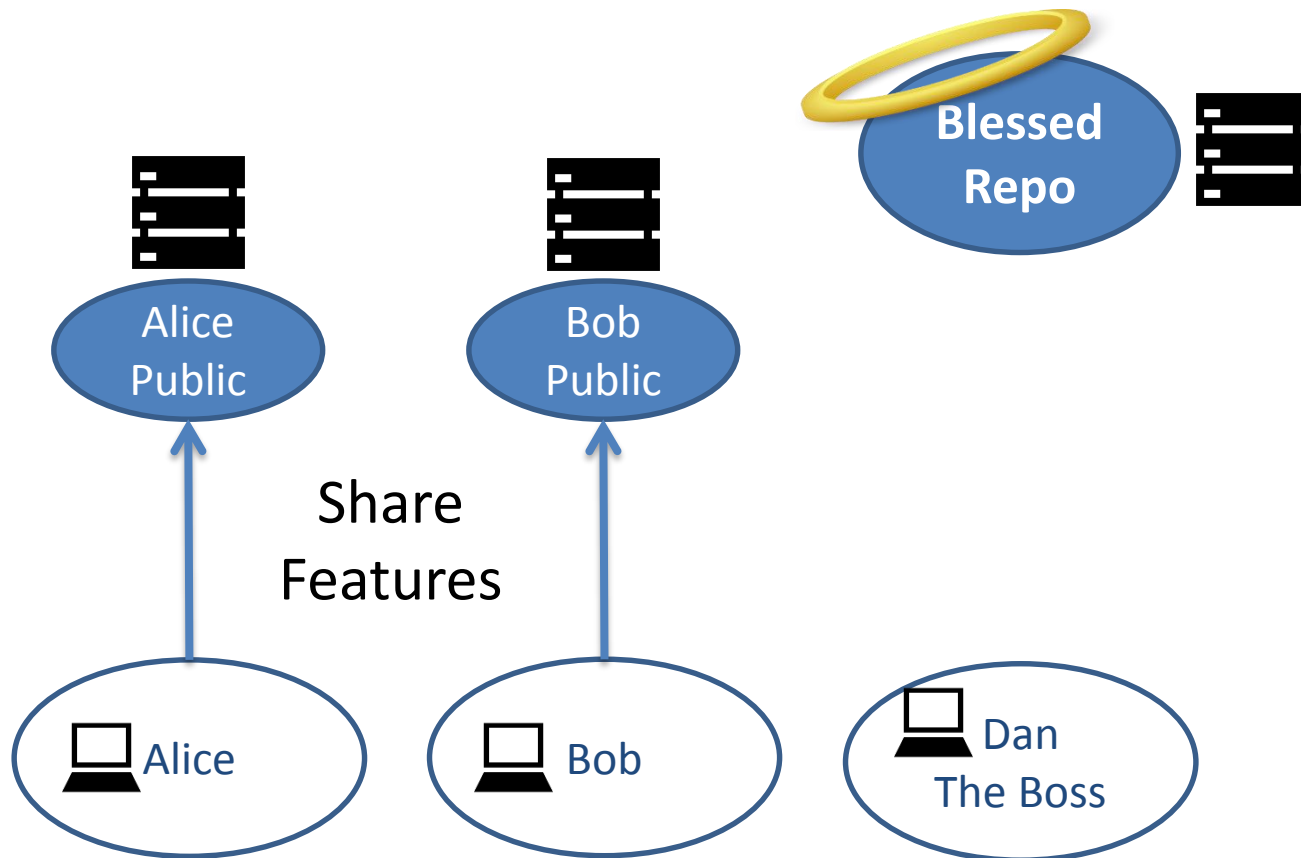 Blessed
Repo
Alice
Public
Bob
Public
Share
Features
Alice
Bob
Dan
The Boss